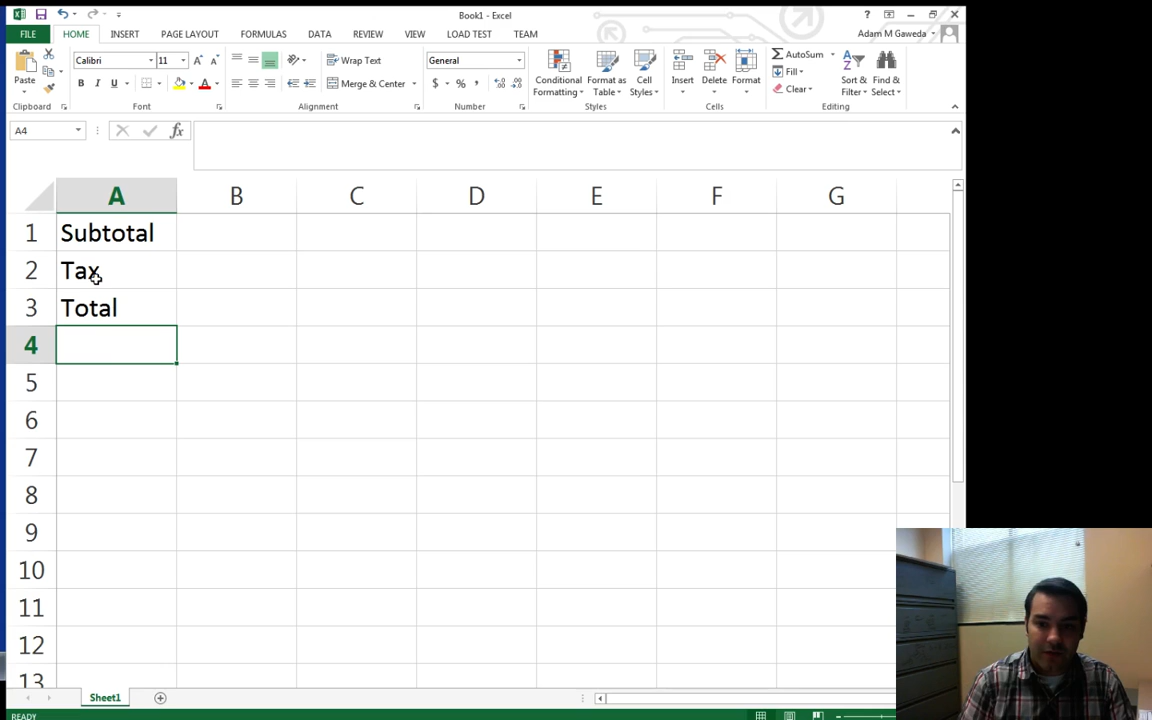 Book1 - Excel
?
FILE HOME INSERT PAGE LAYOUT FORMULAS DATA REVIEW VIEW LOAD TEST TEAM
Adam M Gaweda
Paste
Calibri 11
B I U A
Wrap Text
Merge & Center
General
$ % ,
Conditional Formatting
Format as Table
Cell Styles
Insert Delete Format
AutoSum
Fill
Clear
Sort & Filter
Find & Select
Clipboard Font Alignment Number Styles Cells Editing
A4 fx
A B C D E F G
1 Subtotal
2 Tax
3 Total
4
5
6
7
8
9
10
11
12
13
Sheet1
READY